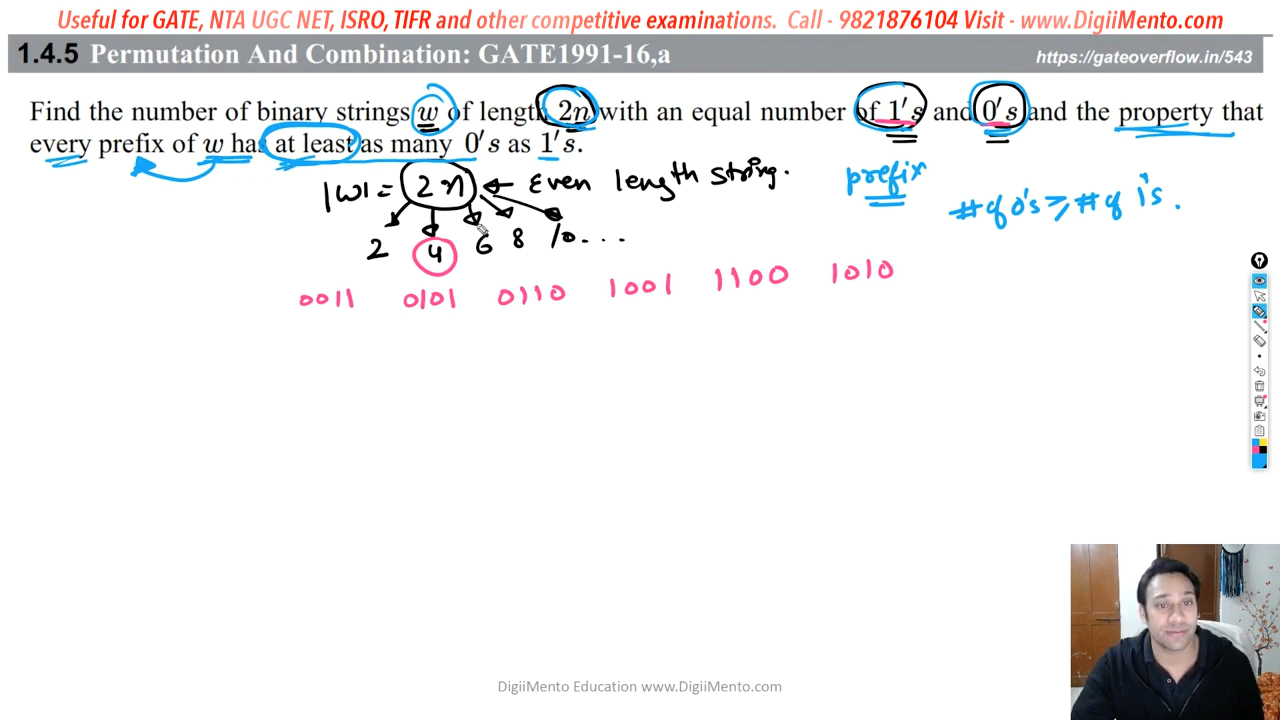 Useful for GATE, NTA UGC NET, ISRO, TIFR and other competitive examinations. Call - 9821876104 Visit - www.DigiiMento.com
1.4.5 Permutation And Combination: GATE1991-16,a https://gateoverflow.in/543
Find the number of binary strings w of length 2n with an equal number of 1's and 0's and the property that
every prefix of w has at least as many 0's as 1's.
|w| = 2n ← Even length string. prefix
# of 0's ≥ # of 1's.
2 4 6 8 10 . . .
0011 0101 0110 1001 1100 1010
DigiiMento Education www.DigiiMento.com